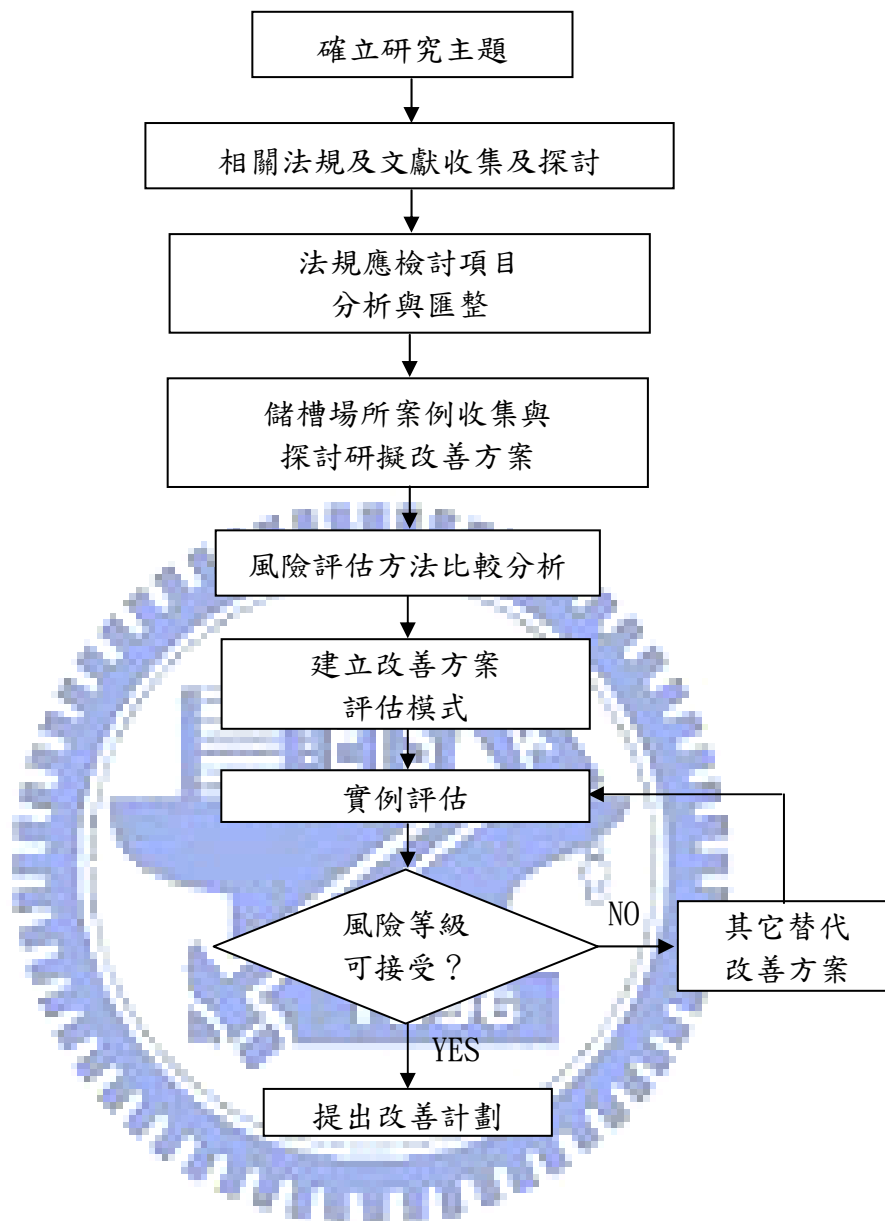 確立研究主題
相關法規及文獻收集及探討
法規應檢討項目
分析與匯整
儲槽場所案例收集與
探討研擬改善方案
風險評估方法比較分析
建立改善方案
評估模式
實例評估
風險等級
可接受？
NO
其它替代
改善方案
YES
提出改善計劃